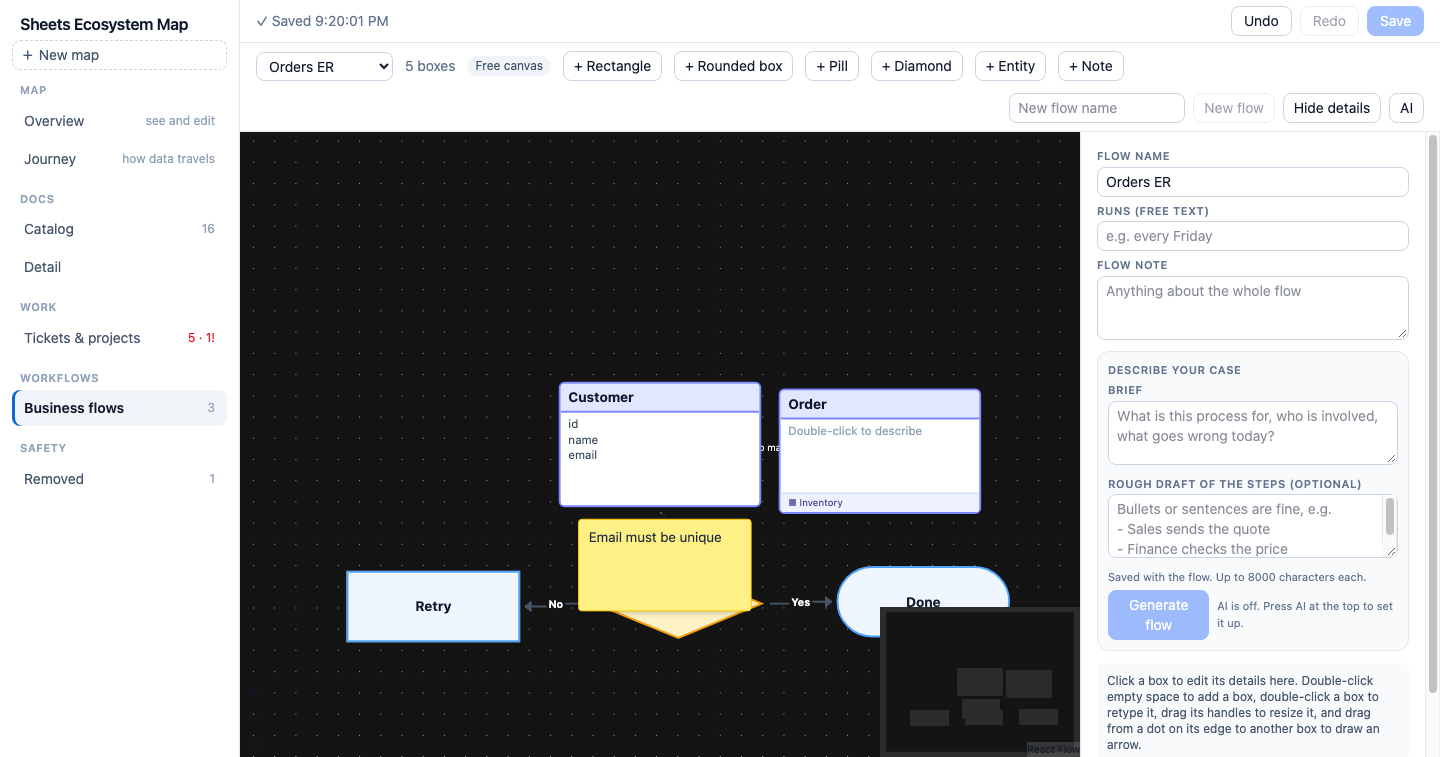 Sheets Ecosystem Map
+ New map
MAP
Overview see and edit
Journey how data travels
DOCS
Catalog 16
Detail
WORK
Tickets & projects 5 · 1!
WORKFLOWS
Business flows 3
SAFETY
Removed 1
✓ Saved 9:20:01 PM
Undo Redo Save
Orders ER 5 boxes Free canvas + Rectangle + Rounded box + Pill + Diamond + Entity + Note
New flow name New flow Hide details AI
Customer
id
name
email
Order
Double-click to describe
Inventory
Email must be unique
Retry
No
Yes
Done
React Flow
FLOW NAME
Orders ER
RUNS (FREE TEXT)
e.g. every Friday
FLOW NOTE
Anything about the whole flow
DESCRIBE YOUR CASE
BRIEF
What is this process for, who is involved,
what goes wrong today?
ROUGH DRAFT OF THE STEPS (OPTIONAL)
Bullets or sentences are fine, e.g.
- Sales sends the quote
- Finance checks the price
Saved with the flow. Up to 8000 characters each.
Generate
flow
AI is off. Press AI at the top to set
it up.
Click a box to edit its details here. Double-click
empty space to add a box, double-click a box to
retype it, drag its handles to resize it, and drag
from a dot on its edge to another box to draw an
arrow.